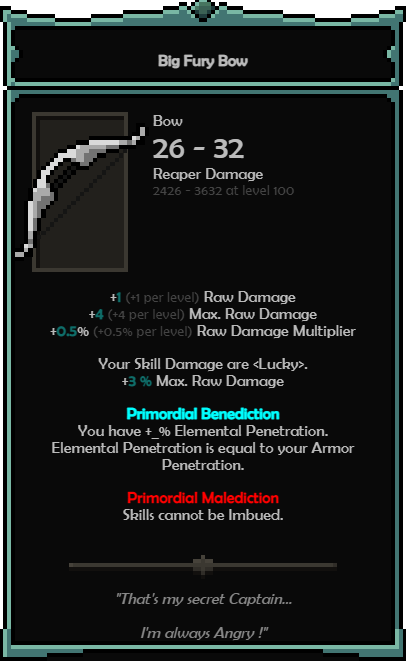 Big Fury Bow
Bow
26 - 32
Reaper Damage
2426 - 3632 at level 100
+1 (+1 per level) Raw Damage
+4 (+4 per level) Max. Raw Damage
+0.5% (+0.5% per level) Raw Damage Multiplier
Your Skill Damage are <Lucky>.
+3 % Max. Raw Damage
Primordial Benediction
You have +_% Elemental Penetration.
Elemental Penetration is equal to your Armor
Penetration.
Primordial Malediction
Skills cannot be Imbued.
"That's my secret Captain...
I'm always Angry !"